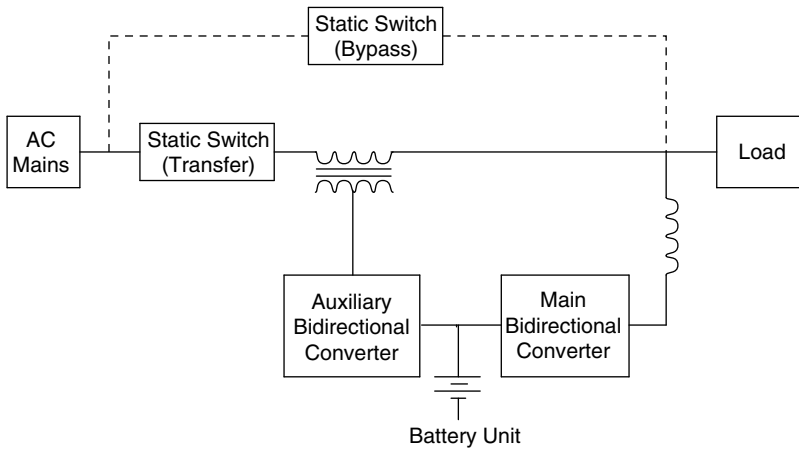 Static Switch
(Bypass)
AC
Mains
Static Switch
(Transfer)
Load
Auxiliary
Bidirectional
Converter
Main
Bidirectional
Converter
Battery Unit